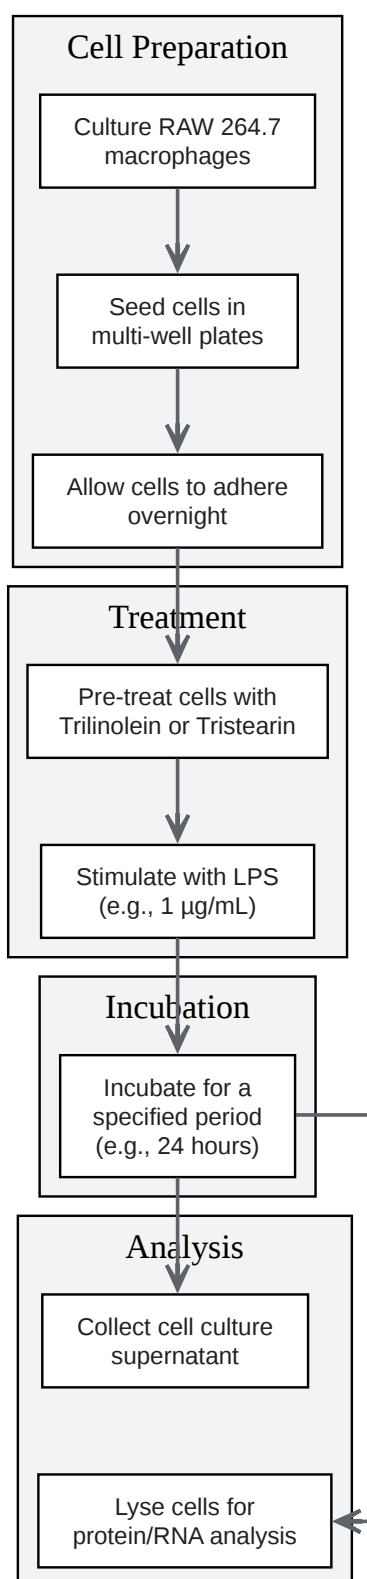 Cell Preparation
Culture RAW 264.7
macrophages
Seed cells in
multi-well plates
Allow cells to adhere
overnight
Treatment
Pre-treat cells with
Trilinolein or Tristearin
Stimulate with LPS
(e.g., 1 µg/mL)
Incubation
Incubate for a
specified period
(e.g., 24 hours)
Analysis
Collect cell culture
supernatant
Lyse cells for
protein/RNA analysis